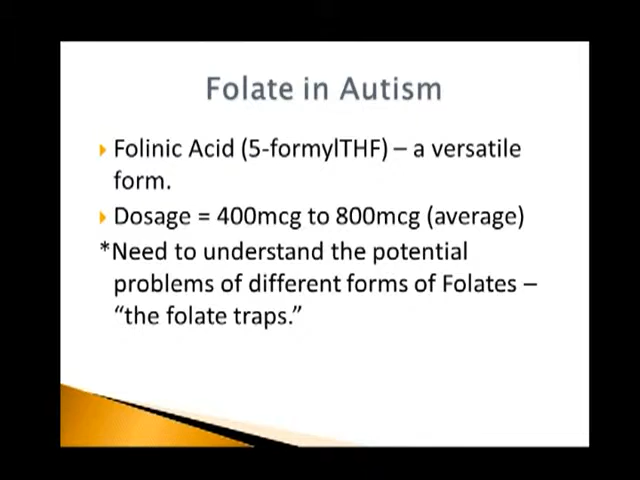 Folate in Autism
Folinic Acid (5-formylTHF) – a versatile
form.
Dosage = 400mcg to 800mcg (average)
*Need to understand the potential
problems of different forms of Folates –
“the folate traps.”